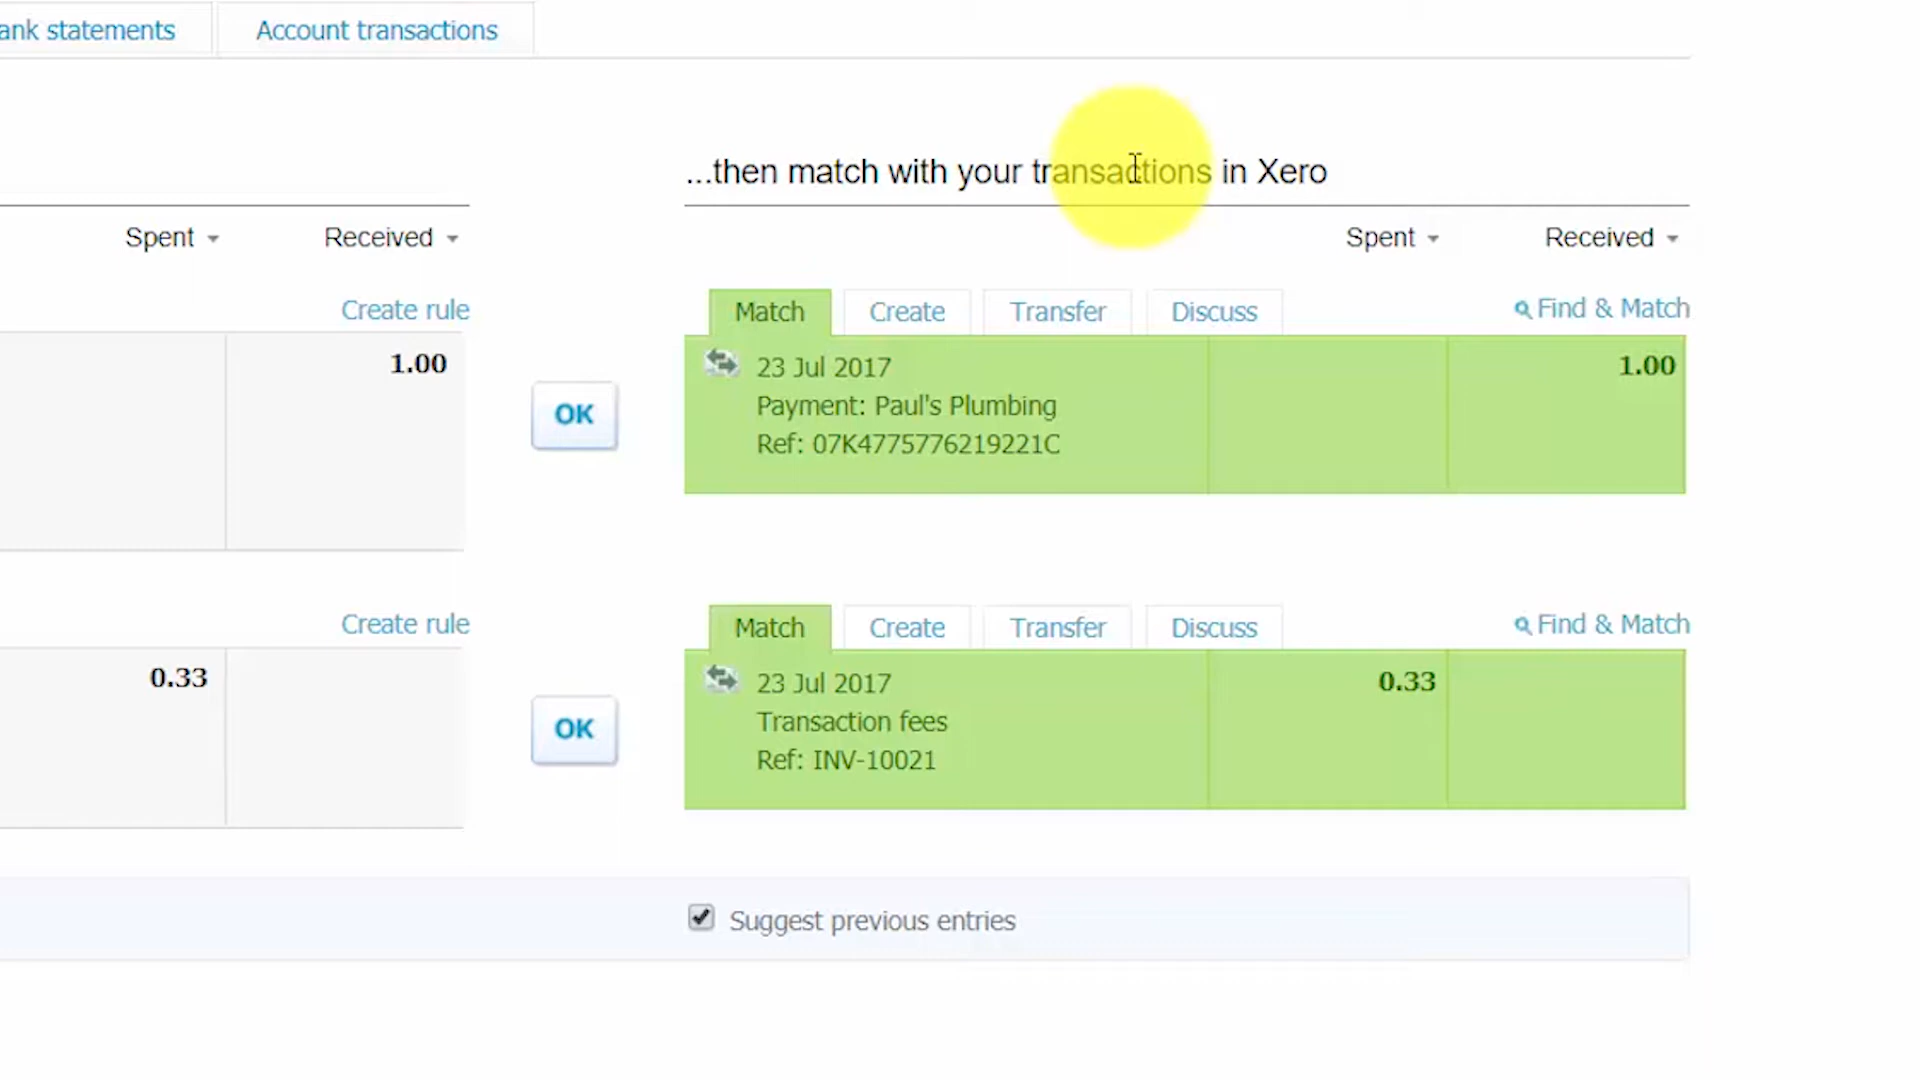 ank statements
Account transactions
...then match with your transactions in Xero
Spent
Received
Spent
Received
Create rule
Match
Create
Transfer
Discuss
Find & Match
1.00
OK
23 Jul 2017
1.00
Payment: Paul's Plumbing
Ref: 07K4775776219221C
Create rule
Match
Create
Transfer
Discuss
Find & Match
0.33
OK
23 Jul 2017
0.33
Transaction fees
Ref: INV-10021
Suggest previous entries